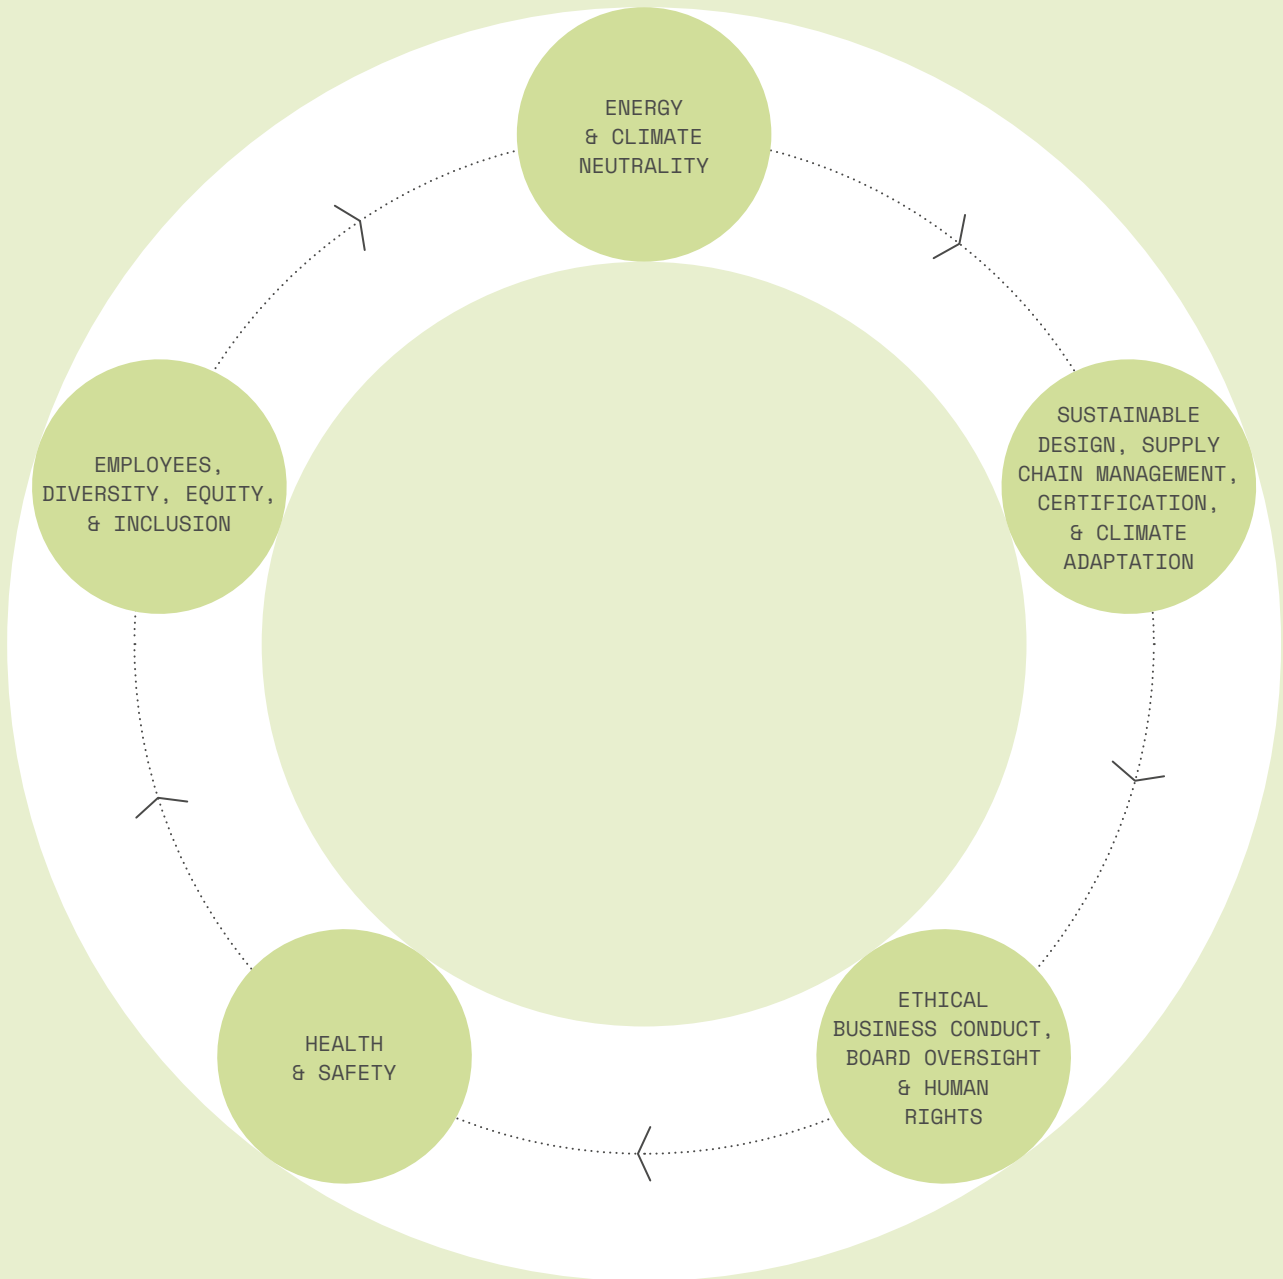 ENERGY
& CLIMATE
NEUTRALITY
SUSTAINABLE
DESIGN, SUPPLY
CHAIN MANAGEMENT,
CERTIFICATION,
& CLIMATE
ADAPTATION
ETHICAL
BUSINESS CONDUCT,
BOARD OVERSIGHT
& HUMAN
RIGHTS
HEALTH
& SAFETY
EMPLOYEES,
DIVERSITY, EQUITY,
& INCLUSION